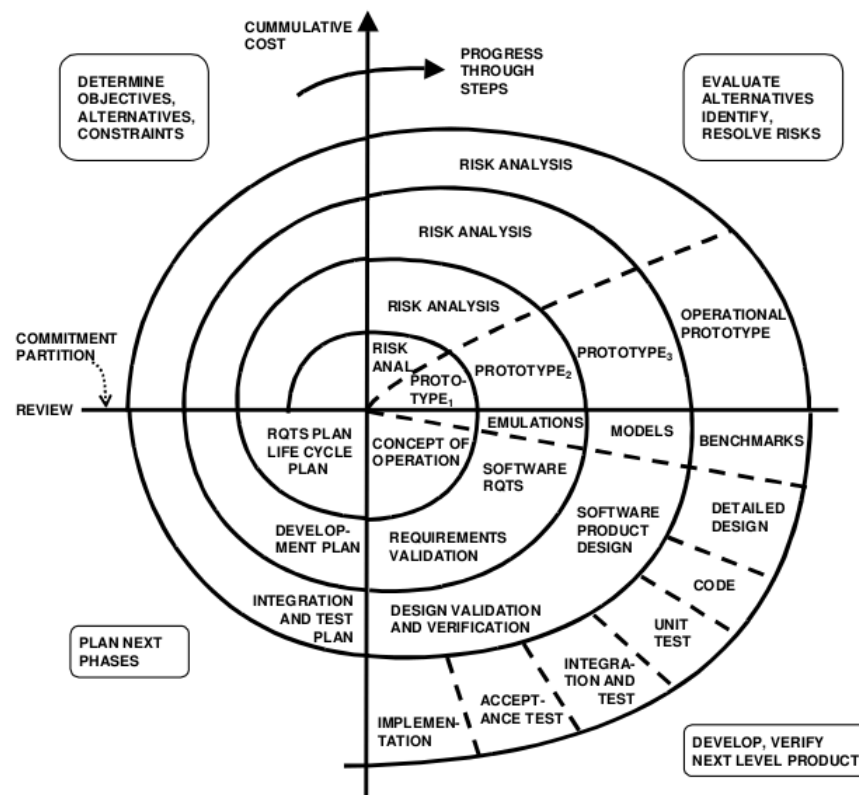 CUMMULATIVE
COST
PROGRESS
THROUGH
STEPS
DETERMINE
OBJECTIVES,
ALTERNATIVES,
CONSTRAINTS
EVALUATE
ALTERNATIVES
IDENTIFY,
RESOLVE RISKS
RISK ANALYSIS
RISK ANALYSIS
RISK ANALYSIS
RISK
ANAL
OPERATIONAL
PROTOTYPE
PROTOTYPE₃
PROTOTYPE₂
PROTO-
TYPE₁
COMMITMENT
PARTITION
REVIEW
EMULATIONS
MODELS
BENCHMARKS
RQTS PLAN
LIFE CYCLE
PLAN
CONCEPT OF
OPERATION
SOFTWARE
RQTS
SOFTWARE
PRODUCT
DESIGN
DETAILED
DESIGN
DEVELOP-
MENT PLAN
REQUIREMENTS
VALIDATION
CODE
INTEGRATION
AND TEST
PLAN
DESIGN VALIDATION
AND VERIFICATION
UNIT
TEST
PLAN NEXT
PHASES
INTEGRA-
TION AND
TEST
ACCEPT-
ANCE TEST
IMPLEMEN-
TATION
DEVELOP, VERIFY
NEXT LEVEL PRODUCT